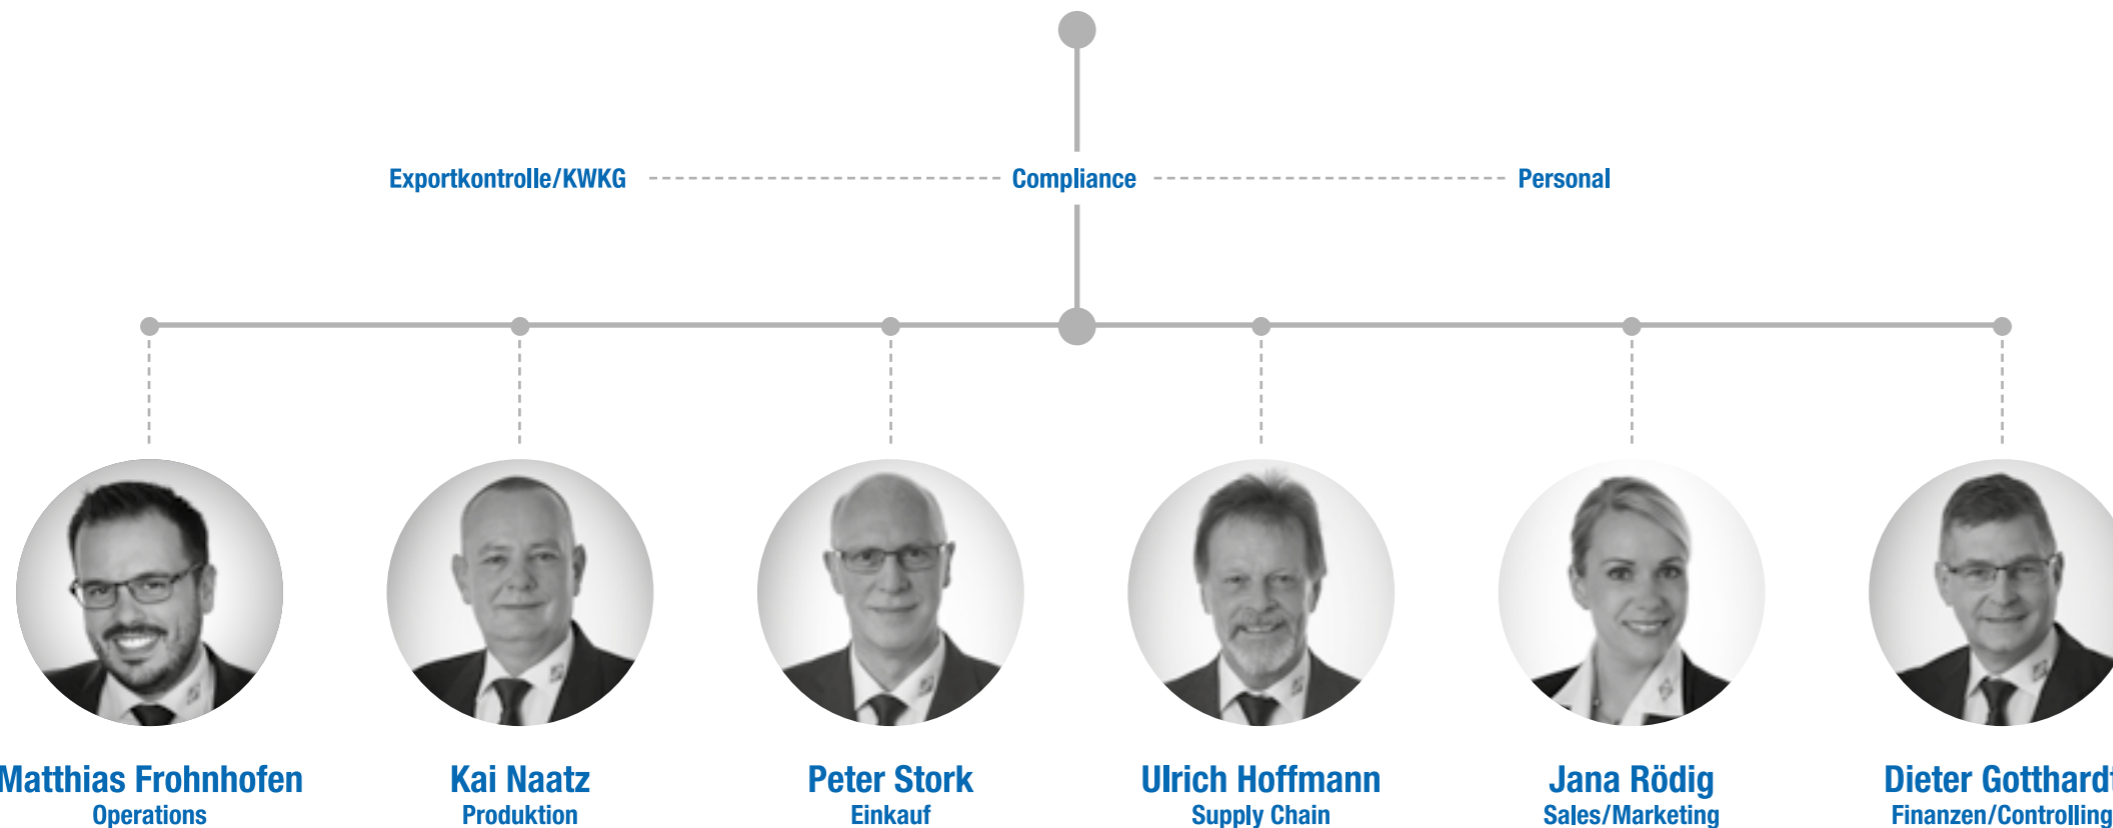 Exportkontrolle/KWKG Compliance Personal
Matthias Frohnhofen Kai Naatz Peter Stork Ulrich Hoffmann Jana Rödig Dieter Gotthardt
Operations Produktion Einkauf Supply Chain Sales/Marketing Finanzen/Controlling